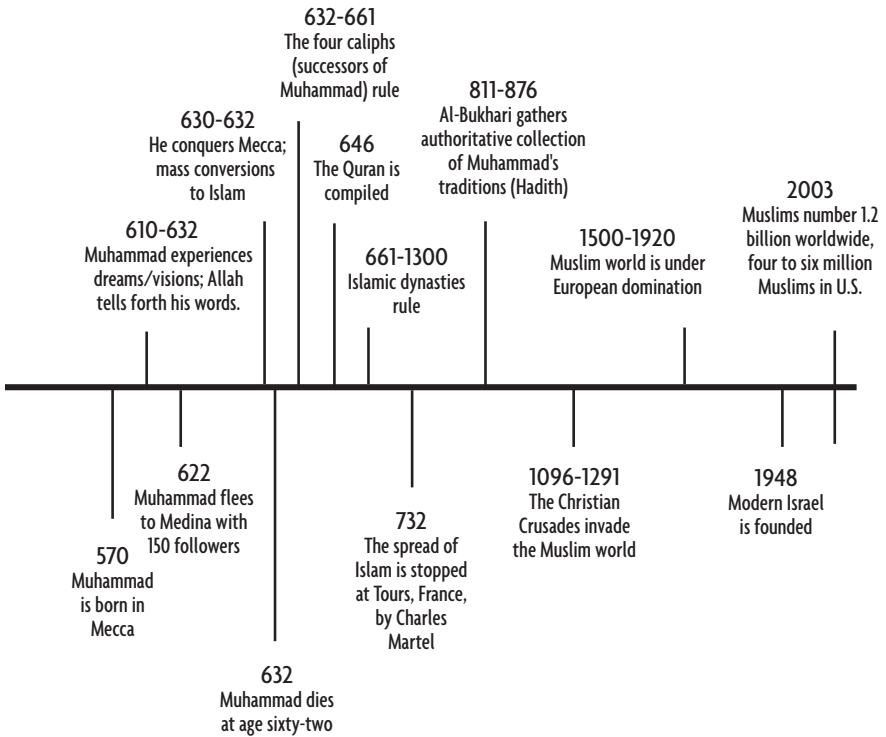 632-661
The four caliphs
(successors of
Muhammad) rule
811-876
Al-Bukhari gathers
authoritative collection
of Muhammad's
traditions (Hadith)
630-632
He conquers Mecca;
mass conversions
to Islam
646
The Quran is
compiled
2003
Muslims number 1.2
billion worldwide,
four to six million
Muslims in U.S.
610-632
Muhammad experiences
dreams/visions; Allah
tells forth his words.
661-1300
Islamic dynasties
rule
1500-1920
Muslim world is under
European domination
622
Muhammad flees
to Medina with
150 followers
1096-1291
The Christian
Crusades invade
the Muslim world
1948
Modern Israel
is founded
732
The spread of
Islam is stopped
at Tours, France,
by Charles
Martel
570
Muhammad
is born in
Mecca
632
Muhammad dies
at age sixty-two